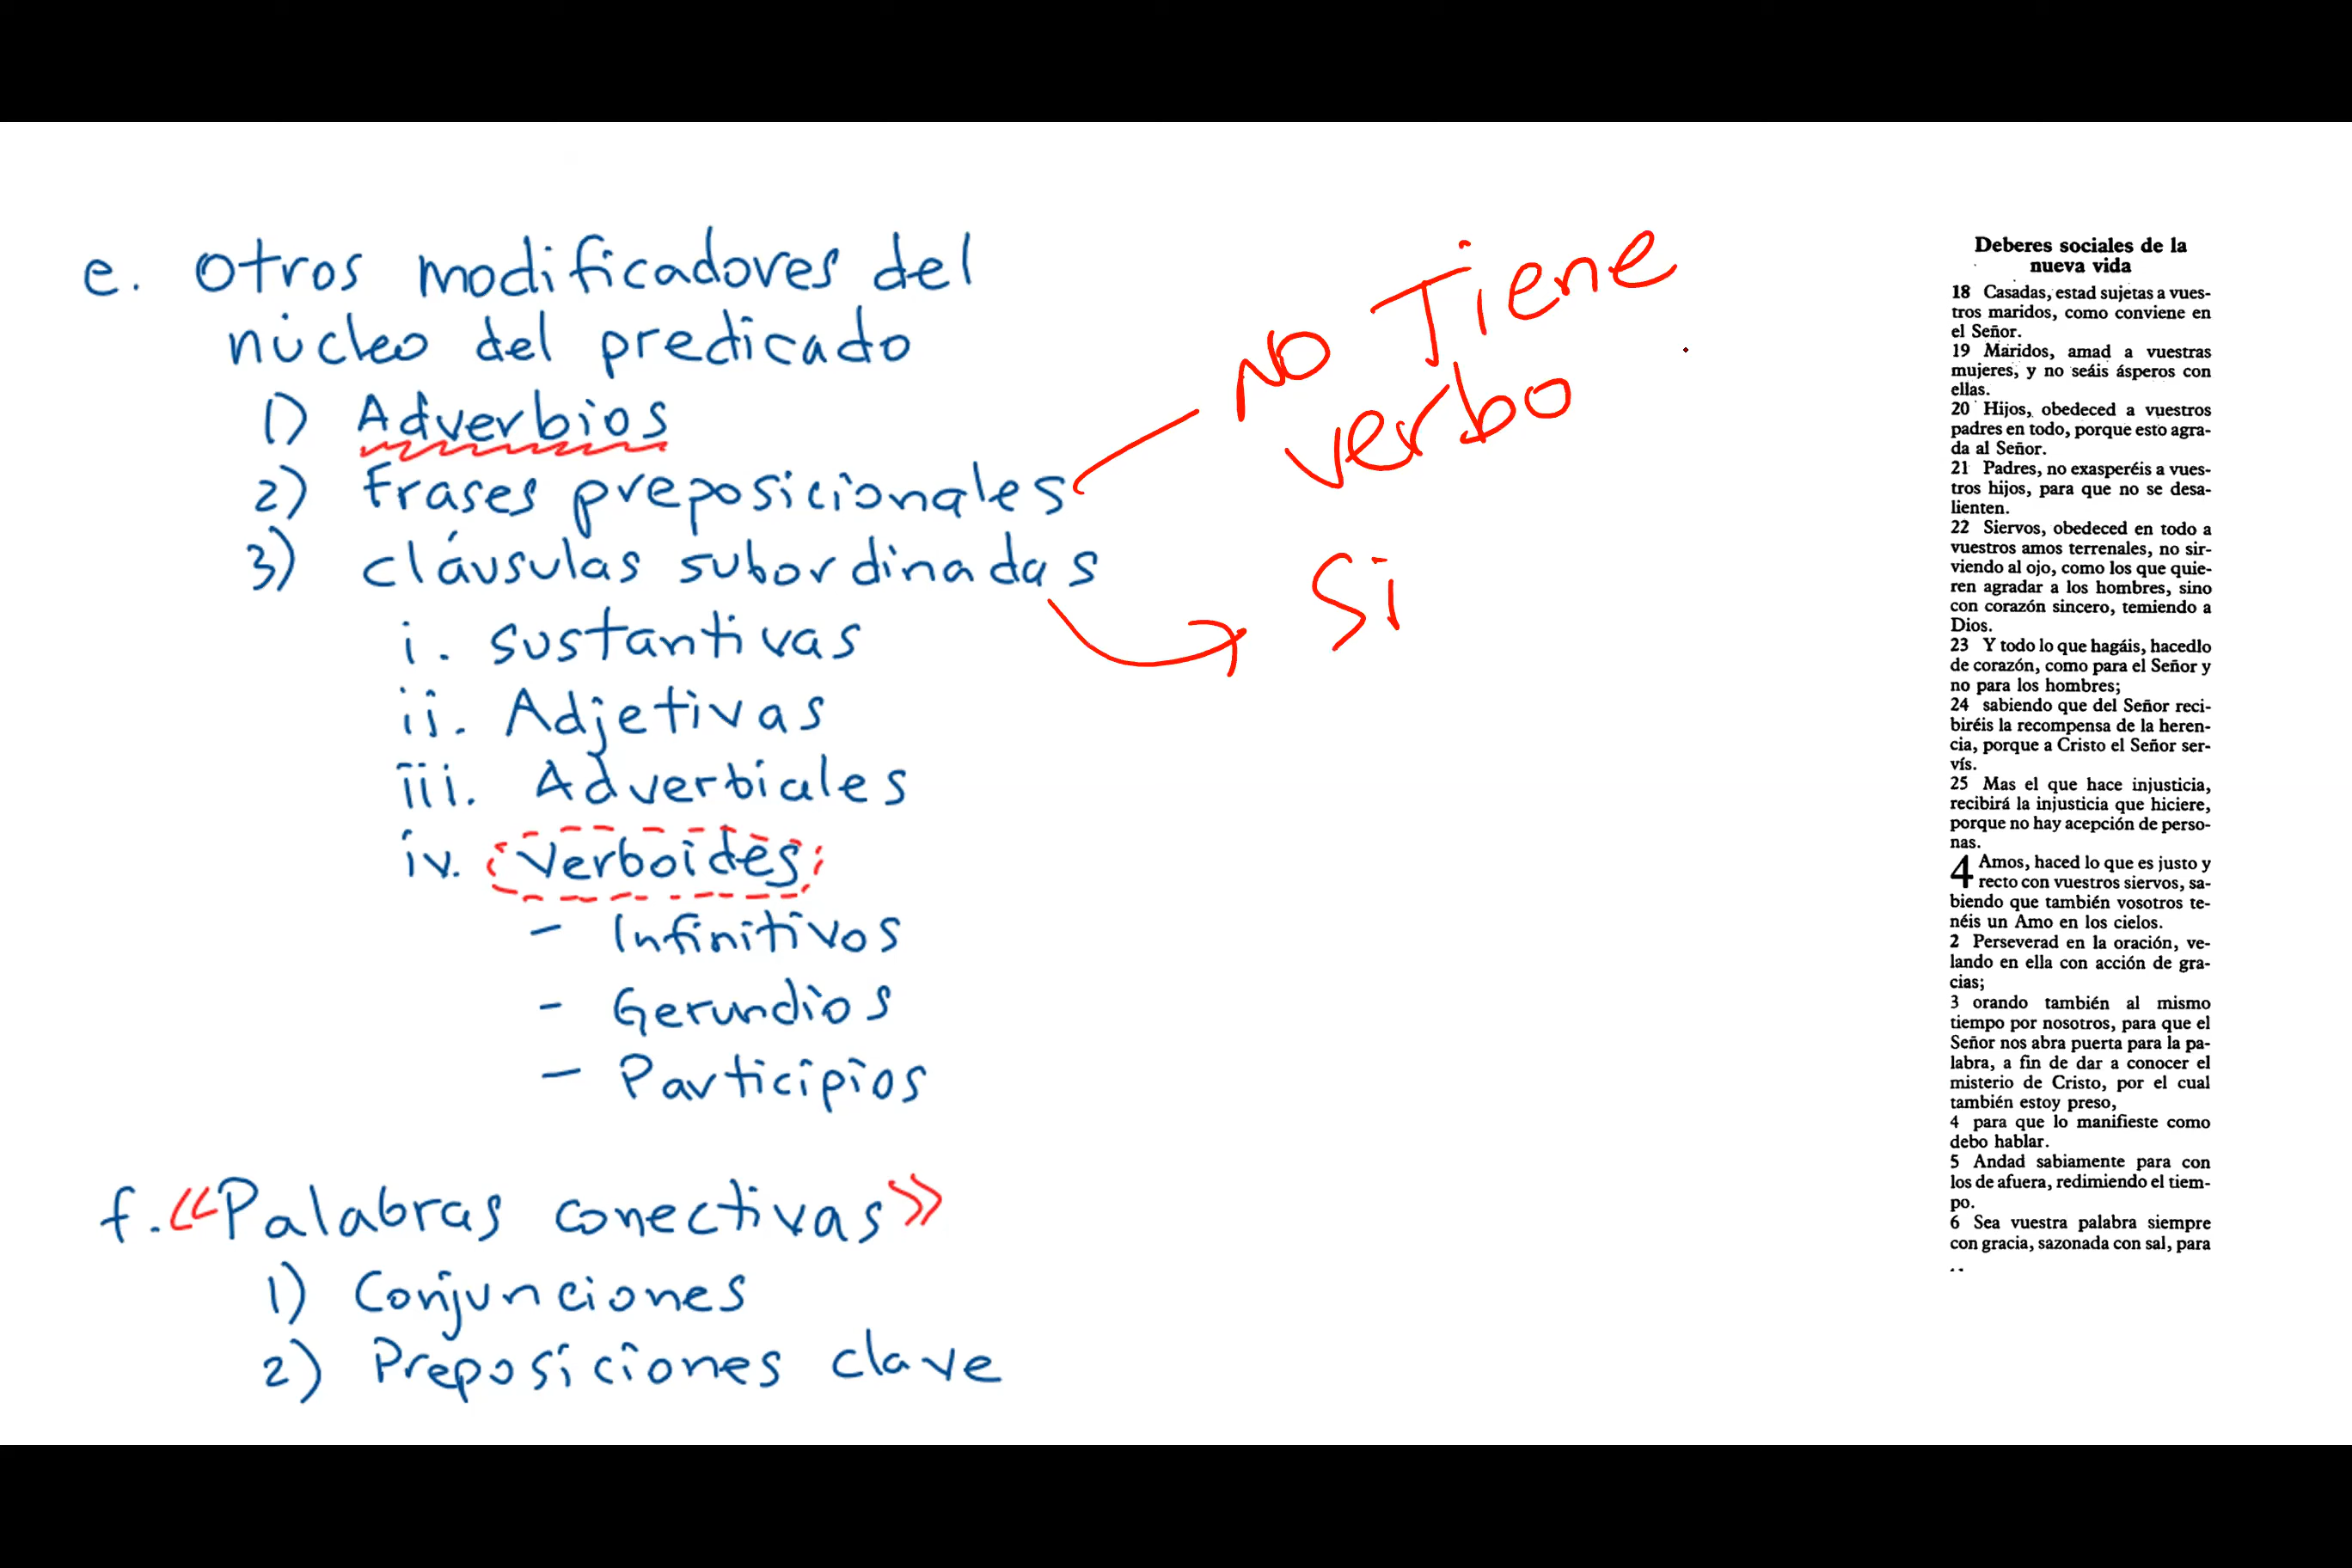 e. Otros modificadores del
núcleo del predicado
1) Adverbios
2) Frases preposicionales
3) cláusulas subordinadas
i. Sustantivas
ii. Adjetivas
iii. Adverbiales
iv. Verboides
- Infinitivos
- Gerundios
- Participios
f. «Palabras conectivas»
1) Conjunciones
2) Preposiciones clave
No Tiene
verbo
Si
Deberes sociales de la
nueva vida
18 Casadas, estad sujetas a vues-
tros maridos, como conviene en
el Señor.
19 Maridos, amad a vuestras
mujeres, y no seáis ásperos con
ellas.
20 Hijos, obedeced a vuestros
padres en todo, porque esto agra-
da al Señor.
21 Padres, no exasperéis a vues-
tros hijos, para que no se desa-
lienten.
22 Siervos, obedeced en todo a
vuestros amos terrenales, no sir-
viendo al ojo, como los que quie-
ren agradar a los hombres, sino
con corazón sincero, temiendo a
Dios.
23 Y todo lo que hagáis, hacedlo
de corazón, como para el Señor y
no para los hombres;
24 sabiendo que del Señor reci-
biréis la recompensa de la heren-
cia, porque a Cristo el Señor ser-
vís.
25 Mas el que hace injusticia,
recibirá la injusticia que hiciere,
porque no hay acepción de perso-
nas.
4 Amos, haced lo que es justo y
recto con vuestros siervos, sa-
biendo que también vosotros te-
néis un Amo en los cielos.
2 Perseverad en la oración, ve-
lando en ella con acción de gra-
cias;
3 orando también al mismo
tiempo por nosotros, para que el
Señor nos abra puerta para la pa-
labra, a fin de dar a conocer el
misterio de Cristo, por el cual
también estoy preso,
4 para que lo manifieste como
debo hablar.
5 Andad sabiamente para con
los de afuera, redimiendo el tiem-
po.
6 Sea vuestra palabra siempre
con gracia, sazonada con sal, para